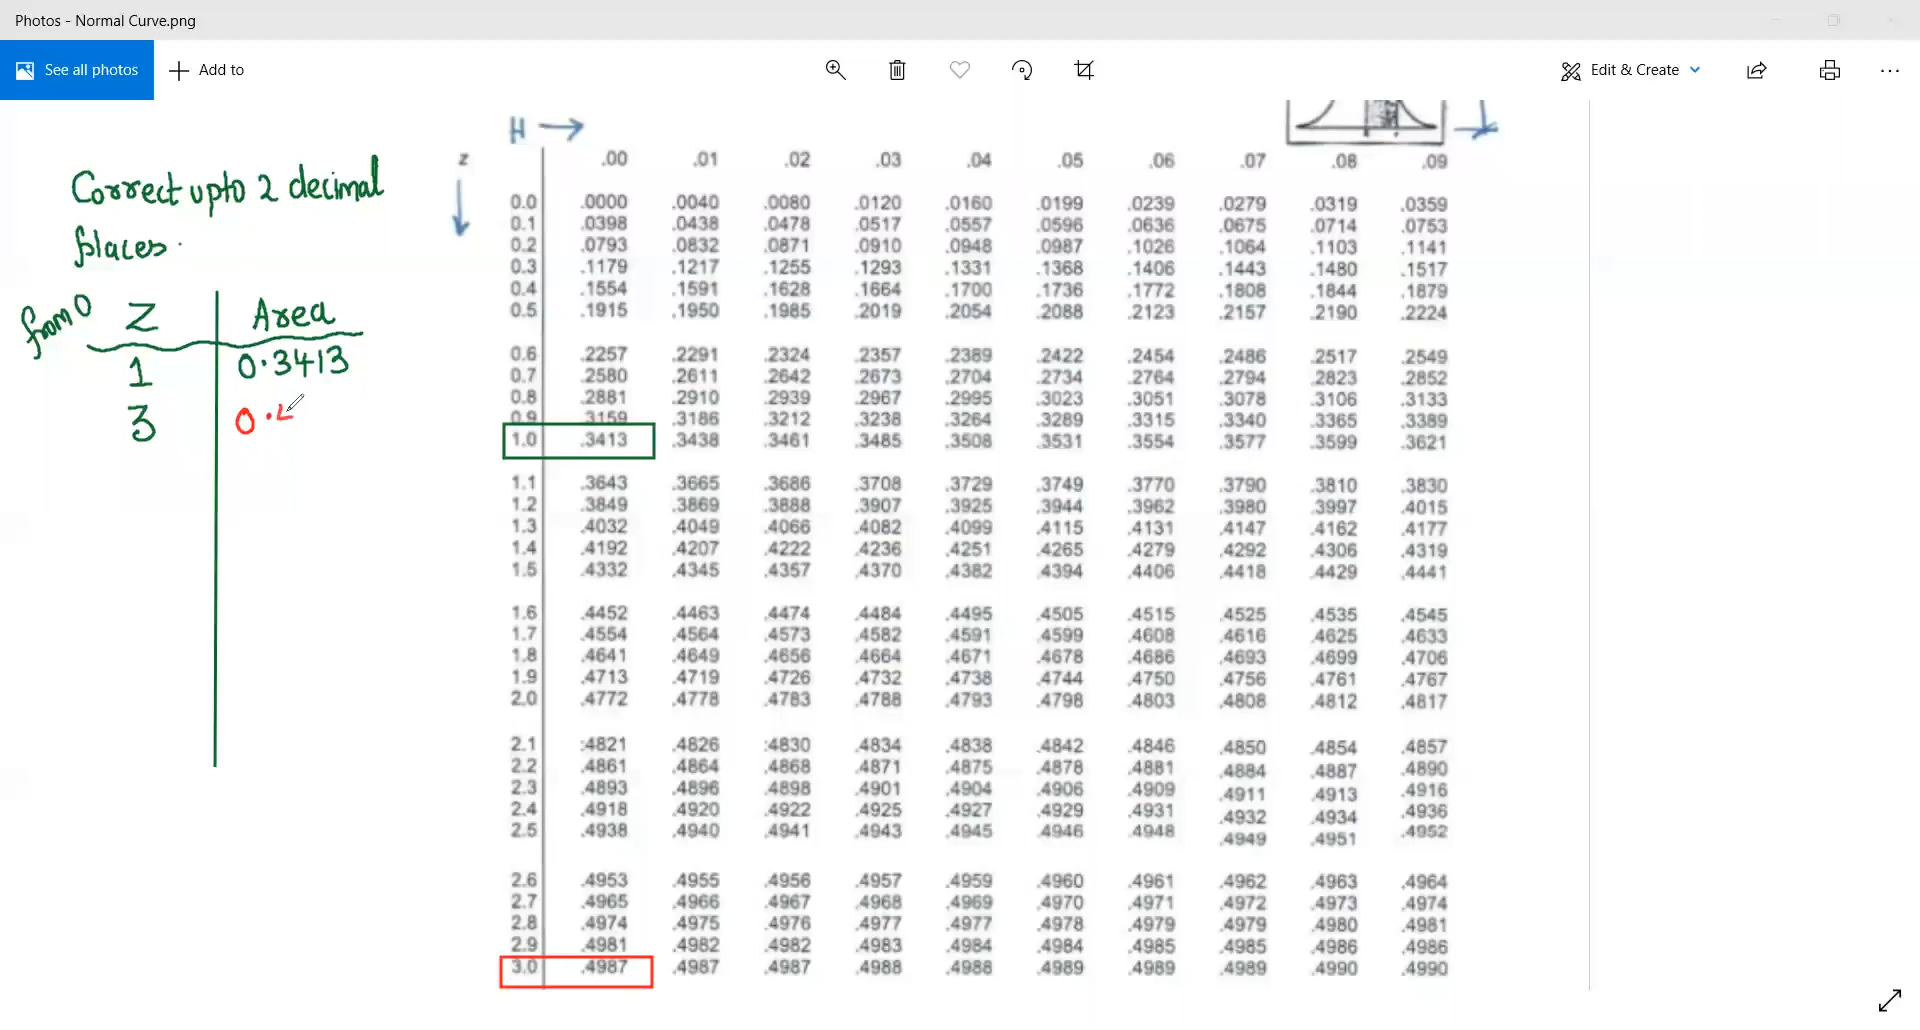 Photos - Normal Curve.png
See all photos
Add to
Edit & Create
H
Correct upto 2 decimal
places.
from 0 Z Area
1 0.3413
3 0.4
z .00 .01 .02 .03 .04 .05 .06 .07 .08 .09
0.0 .0000 .0040 .0080 .0120 .0160 .0199 .0239 .0279 .0319 .0359
0.1 .0398 .0438 .0478 .0517 .0557 .0596 .0636 .0675 .0714 .0753
0.2 .0793 .0832 .0871 .0910 .0948 .0987 .1026 .1064 .1103 .1141
0.3 .1179 .1217 .1255 .1293 .1331 .1368 .1406 .1443 .1480 .1517
0.4 .1554 .1591 .1628 .1664 .1700 .1736 .1772 .1808 .1844 .1879
0.5 .1915 .1950 .1985 .2019 .2054 .2088 .2123 .2157 .2190 .2224
0.6 .2257 .2291 .2324 .2357 .2389 .2422 .2454 .2486 .2517 .2549
0.7 .2580 .2611 .2642 .2673 .2704 .2734 .2764 .2794 .2823 .2852
0.8 .2881 .2910 .2939 .2967 .2995 .3023 .3051 .3078 .3106 .3133
0.9 .3159 .3186 .3212 .3238 .3264 .3289 .3315 .3340 .3365 .3389
1.0 .3413 .3438 .3461 .3485 .3508 .3531 .3554 .3577 .3599 .3621
1.1 .3643 .3665 .3686 .3708 .3729 .3749 .3770 .3790 .3810 .3830
1.2 .3849 .3869 .3888 .3907 .3925 .3944 .3962 .3980 .3997 .4015
1.3 .4032 .4049 .4066 .4082 .4099 .4115 .4131 .4147 .4162 .4177
1.4 .4192 .4207 .4222 .4236 .4251 .4265 .4279 .4292 .4306 .4319
1.5 .4332 .4345 .4357 .4370 .4382 .4394 .4406 .4418 .4429 .4441
1.6 .4452 .4463 .4474 .4484 .4495 .4505 .4515 .4525 .4535 .4545
1.7 .4554 .4564 .4573 .4582 .4591 .4599 .4608 .4616 .4625 .4633
1.8 .4641 .4649 .4656 .4664 .4671 .4678 .4686 .4693 .4699 .4706
1.9 .4713 .4719 .4726 .4732 .4738 .4744 .4750 .4756 .4761 .4767
2.0 .4772 .4778 .4783 .4788 .4793 .4798 .4803 .4808 .4812 .4817
2.1 :4821 .4826 :4830 .4834 .4838 .4842 .4846 .4850 .4854 .4857
2.2 .4861 .4864 .4868 .4871 .4875 .4878 .4881 .4884 .4887 .4890
2.3 .4893 .4896 .4898 .4901 .4904 .4906 .4909 .4911 .4913 .4916
2.4 .4918 .4920 .4922 .4925 .4927 .4929 .4931 .4932 .4934 .4936
2.5 .4938 .4940 .4941 .4943 .4945 .4946 .4948 .4949 .4951 .4952
2.6 .4953 .4955 .4956 .4957 .4959 .4960 .4961 .4962 .4963 .4964
2.7 .4965 .4966 .4967 .4968 .4969 .4970 .4971 .4972 .4973 .4974
2.8 .4974 .4975 .4976 .4977 .4977 .4978 .4979 .4979 .4980 .4981
2.9 .4981 .4982 .4982 .4983 .4984 .4984 .4985 .4985 .4986 .4986
3.0 .4987 .4987 .4987 .4988 .4988 .4989 .4989 .4989 .4990 .4990